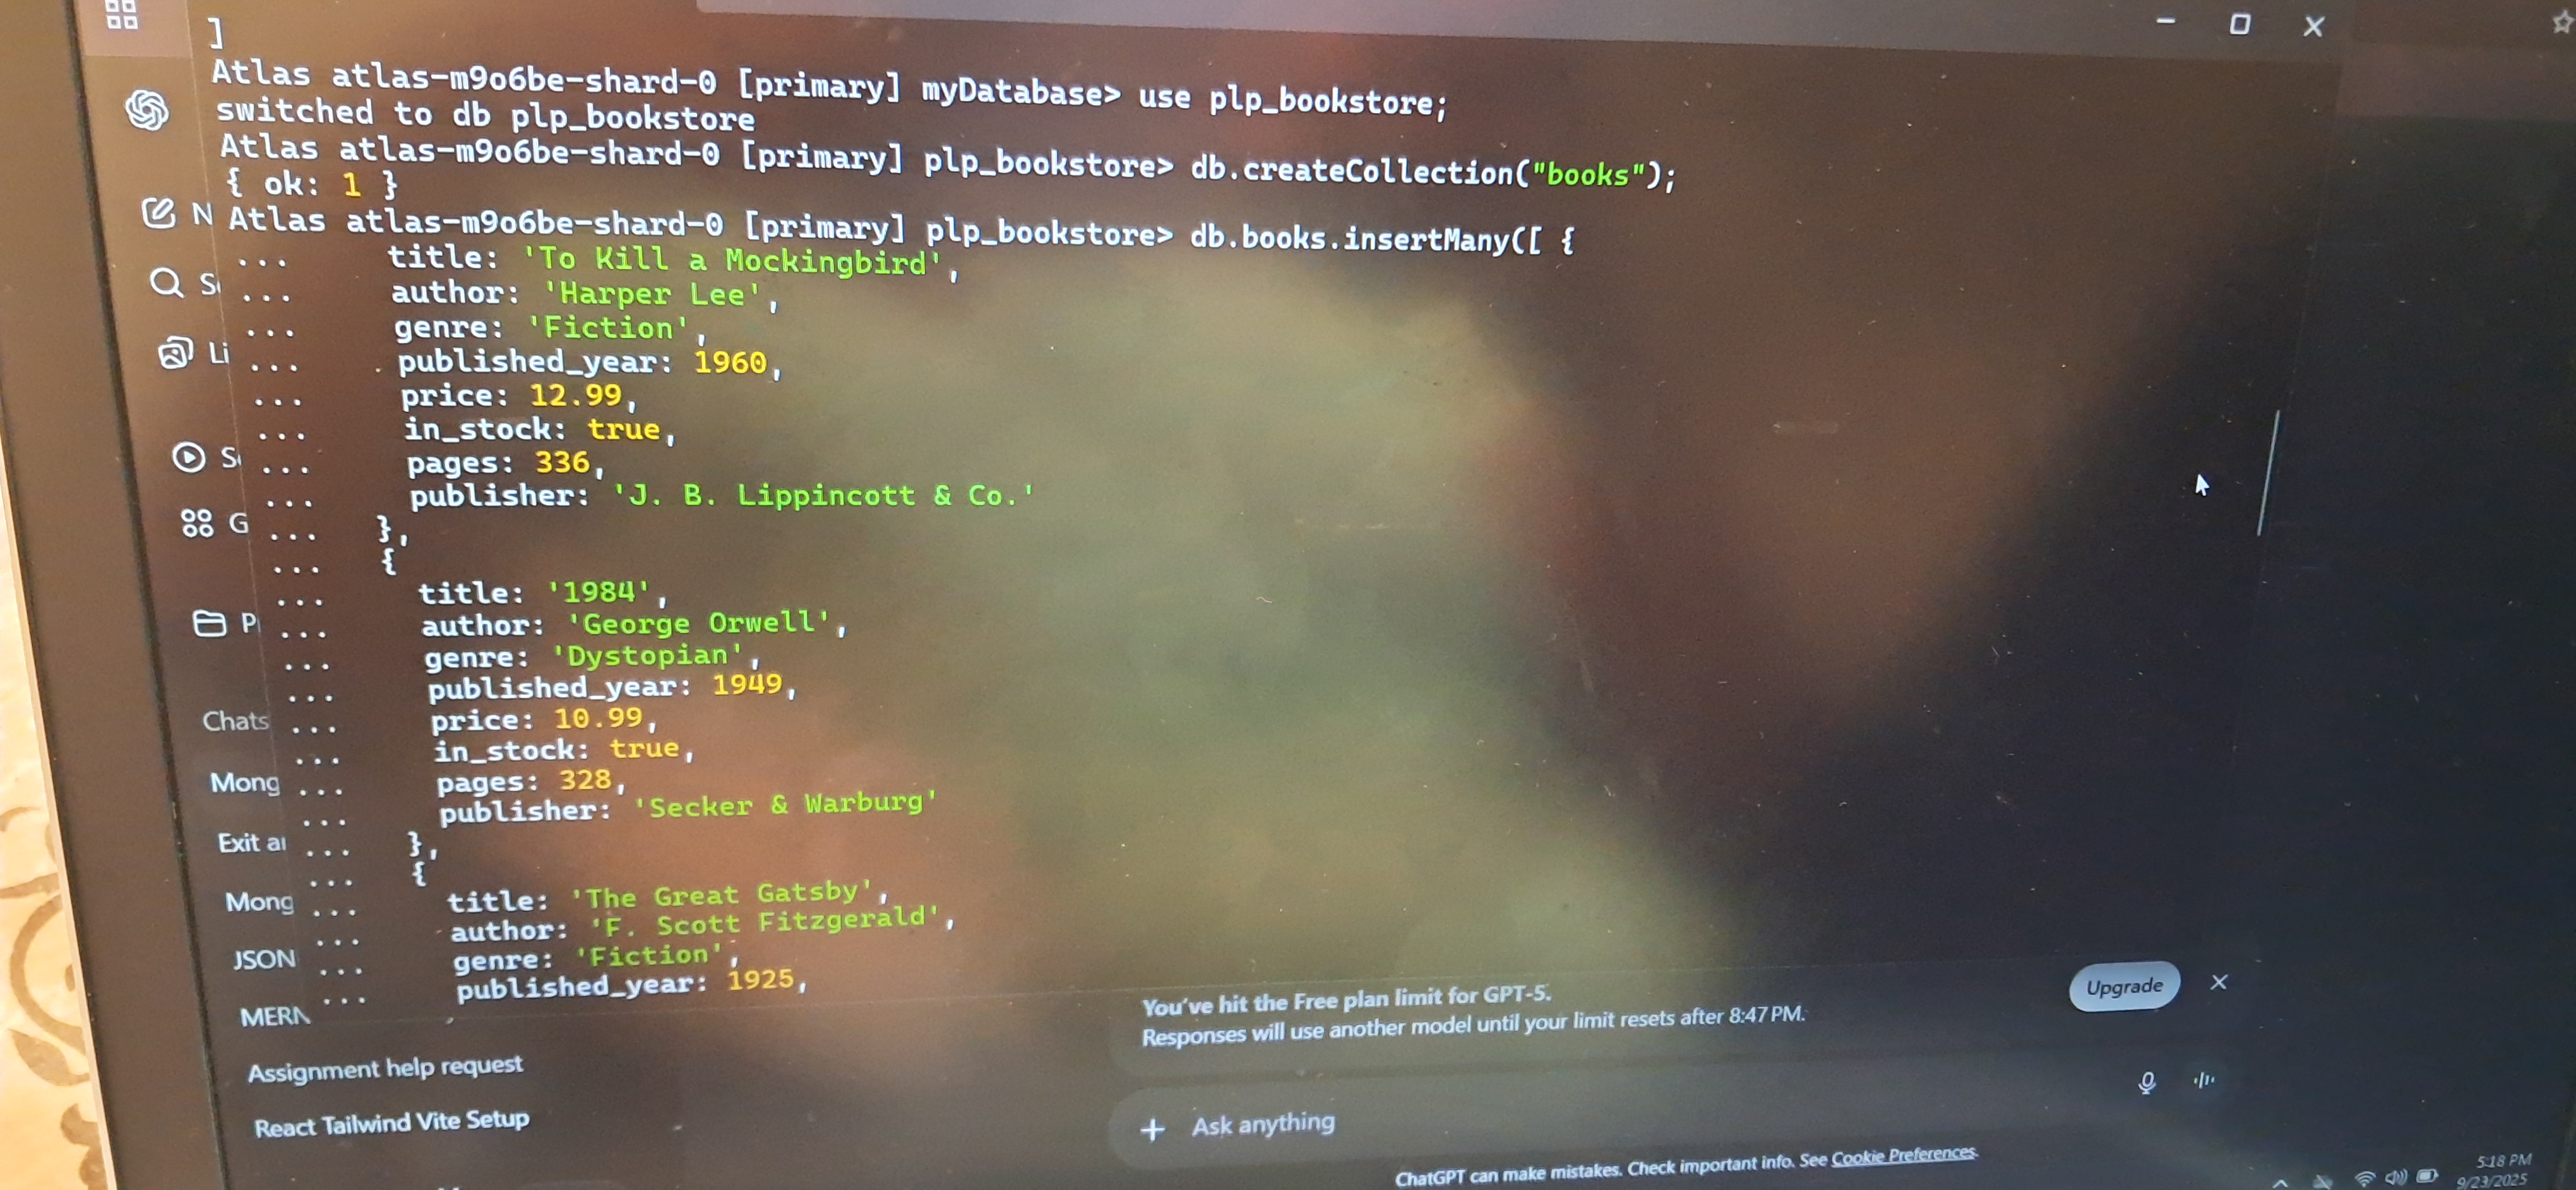 ]
Atlas atlas-m9o6be-shard-0 [primary] myDatabase> use plp_bookstore;
switched to db plp_bookstore
Atlas atlas-m9o6be-shard-0 [primary] plp_bookstore> db.createCollection("books");
{ ok: 1 }
N Atlas atlas-m9o6be-shard-0 [primary] plp_bookstore> db.books.insertMany([ {
... title: 'To Kill a Mockingbird',
... author: 'Harper Lee',
... genre: 'Fiction',
Li ... published_year: 1960,
... price: 12.99,
... in_stock: true,
... pages: 336,
... publisher: 'J. B. Lippincott & Co.'
G ... },
... {
... title: '1984',
P ... author: 'George Orwell',
... genre: 'Dystopian',
... published_year: 1949,
Chats ... price: 10.99,
... in_stock: true,
Mong ... pages: 328,
... publisher: 'Secker & Warburg'
Exit ... },
... {
Mong ... title: 'The Great Gatsby',
... author: 'F. Scott Fitzgerald',
JSON ... genre: 'Fiction',
... published_year: 1925,
MERN
Assignment help request
React Tailwind Vite Setup
You've hit the Free plan limit for GPT-5.
Responses will use another model until your limit resets after 8:47 PM.
Upgrade
Ask anything
ChatGPT can make mistakes. Check important info. See Cookie Preferences.
5:18 PM
9/23/2025